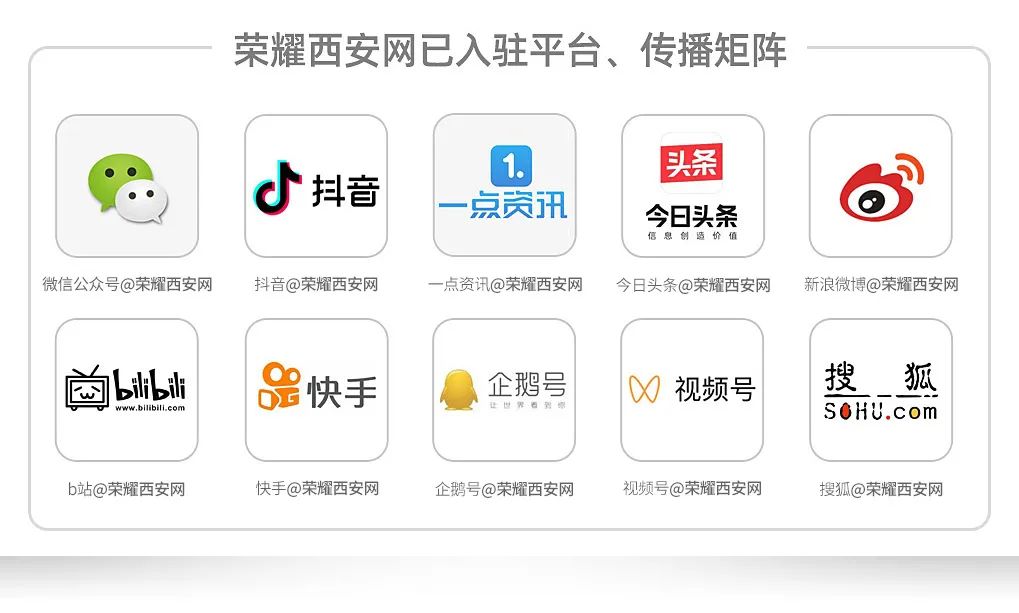 荣耀西安网已入驻平台、传播矩阵
抖音
1.
一点资讯
头条
今日头条
信息创造价值
微信公众号@荣耀西安网
抖音@荣耀西安网
一点资讯@荣耀西安网
今日头条@荣耀西安网
新浪微博@荣耀西安网
bilibili
www.bilibili.com
快手
企鹅号
让世界看到你
视频号
搜狐
SOHU.com
b站@荣耀西安网
快手@荣耀西安网
企鹅号@荣耀西安网
视频号@荣耀西安网
搜狐@荣耀西安网